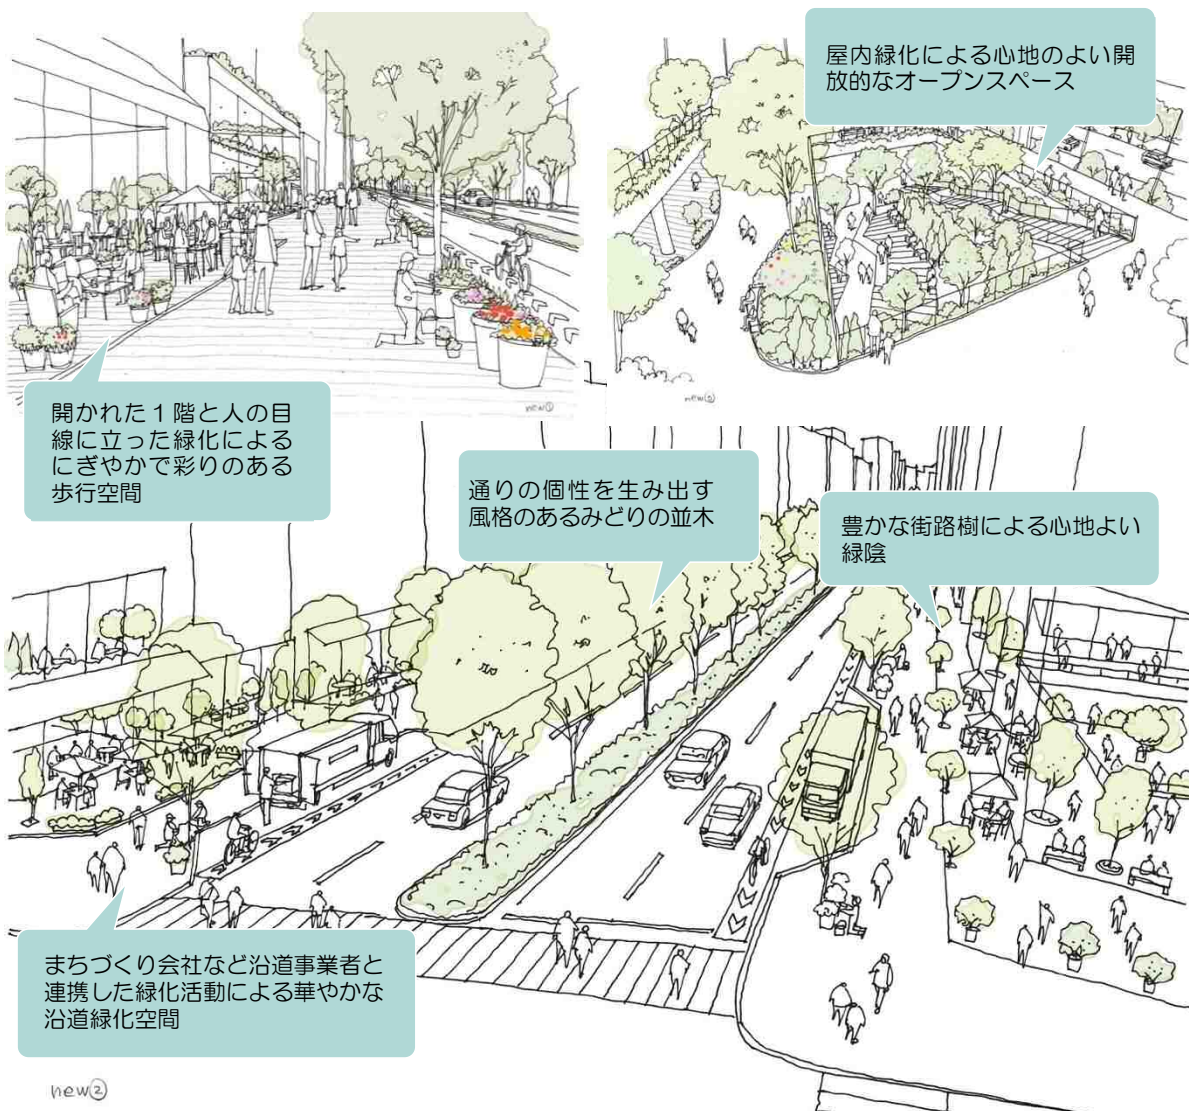 屋内緑化による心地のよい開
放的なオープンスペース
new①
new③
開かれた１階と人の目
線に立った緑化による
にぎやかで彩りのある
歩行空間
通りの個性を生み出す
風格のあるみどりの並木
豊かな街路樹による心地よい
緑陰
まちづくり会社など沿道事業者と
連携した緑化活動による華やかな
沿道緑化空間
new②